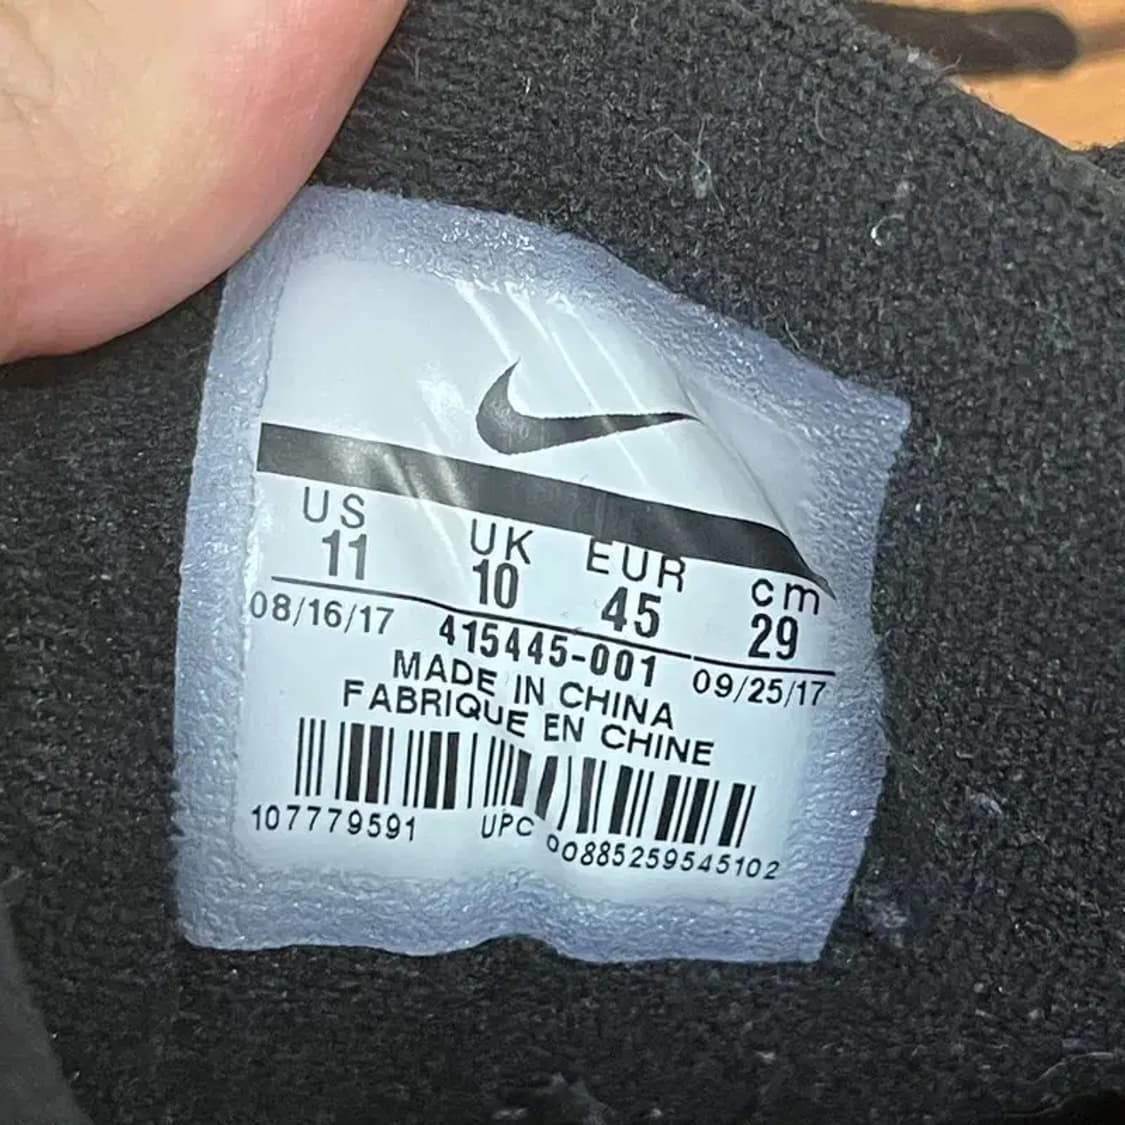 US UK EUR cm
11 10 45 29
08/16/17 415445-001 09/25/17
MADE IN CHINA
FABRIQUE EN CHINE
107779591 UPC 00885259545102